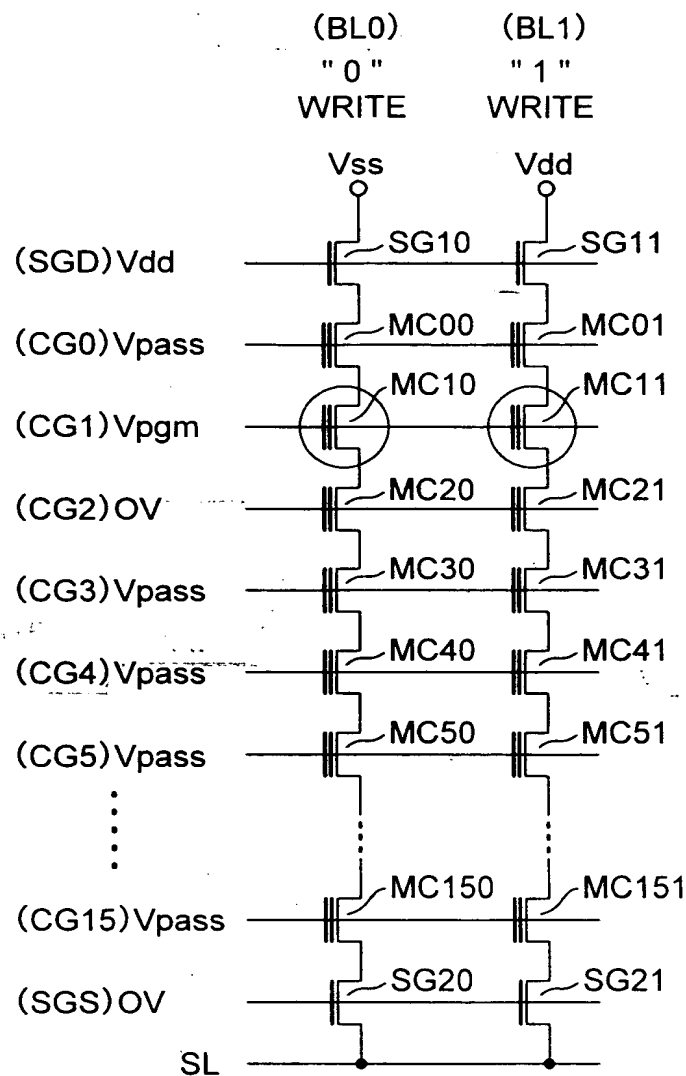 (BL0) (BL1)
"0" "1"
WRITE WRITE
Vss Vdd
(SGD)Vdd SG10 SG11
(CG0)Vpass MC00 MC01
(CG1)Vpgm MC10 MC11
(CG2)OV MC20 MC21
(CG3)Vpass MC30 MC31
(CG4)Vpass MC40 MC41
(CG5)Vpass MC50 MC51
(CG15)Vpass MC150 MC151
(SGS)OV SG20 SG21
SL